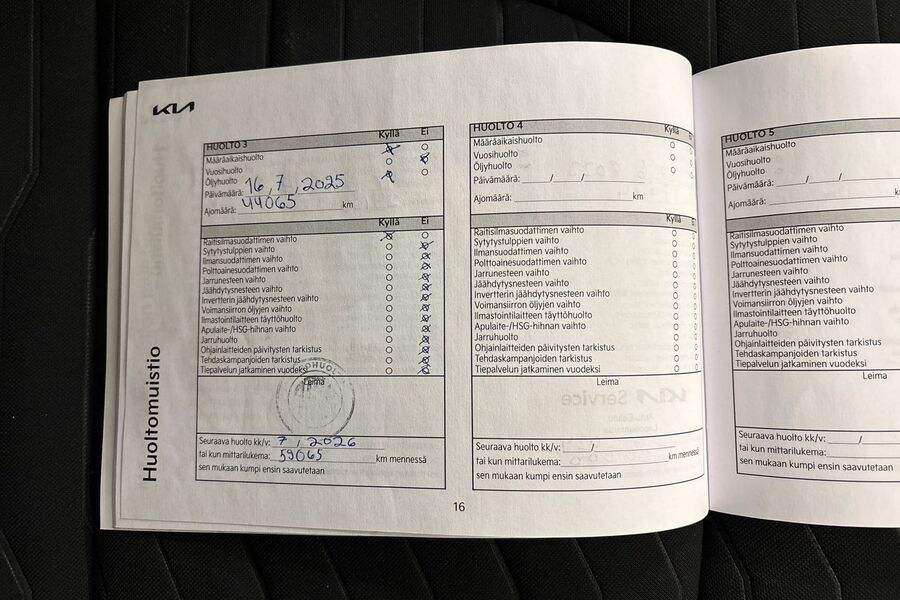 KIA
Huoltomuistio
HUOLTO 3 Kyllä Ei
Määräaikaishuolto
Vuosihuolto
Öljyhuolto
Päivämäärä: 16, 7, 2025
Ajomäärä: 44065 km
Kyllä Ei
Raitisilmasuodattimen vaihto
Sytytystulppien vaihto
Ilmansuodattimen vaihto
Polttoainesuodattimen vaihto
Jarrunesteen vaihto
Jäähdytysnesteen vaihto
Invertterin jäähdytysnesteen vaihto
Voimansiirron öljyjen vaihto
Ilmastointilaitteen täyttöhuolto
Apulaite-/HSG-hihnan vaihto
Jarruhuolto
Ohjainlaitteiden päivitysten tarkistus
Tehdaskampanjoiden tarkistus
Tiepalvelun jatkaminen vuodeksi
Leima
Seuraava huolto kk/v: 7, 2026
tai kun mittarilukema: 59065 km mennessä
sen mukaan kumpi ensin saavutetaan
HUOLTO 4 Kyllä Ei
Määräaikaishuolto
Vuosihuolto
Öljyhuolto
Päivämäärä: / /
Ajomäärä: km
Kyllä Ei
Raitisilmasuodattimen vaihto
Sytytystulppien vaihto
Ilmansuodattimen vaihto
Polttoainesuodattimen vaihto
Jarrunesteen vaihto
Jäähdytysnesteen vaihto
Invertterin jäähdytysnesteen vaihto
Voimansiirron öljyjen vaihto
Ilmastointilaitteen täyttöhuolto
Apulaite-/HSG-hihnan vaihto
Jarruhuolto
Ohjainlaitteiden päivitysten tarkistus
Tehdaskampanjoiden tarkistus
Tiepalvelun jatkaminen vuodeksi
Leima
Seuraava huolto kk/v: /
tai kun mittarilukema: km mennessä
sen mukaan kumpi ensin saavutetaan
16
HUOLTO 5
Määräaikaishuolto
Vuosihuolto
Öljyhuolto
Päivämäärä: / /
Ajomäärä:
Raitisilmasuodattimen vaihto
Sytytystulppien vaihto
Ilmansuodattimen vaihto
Polttoainesuodattimen vaihto
Jarrunesteen vaihto
Jäähdytysnesteen vaihto
Invertterin jäähdytysnesteen vaihto
Voimansiirron öljyjen vaihto
Ilmastointilaitteen täyttöhuolto
Apulaite-/HSG-hihnan vaihto
Jarruhuolto
Ohjainlaitteiden päivitysten tarkistus
Tehdaskampanjoiden tarkistus
Tiepalvelun jatkaminen vuodeksi
Leima
Seuraava huolto kk/v: /
tai kun mittarilukema:
sen mukaan kumpi ensin saavutetaan